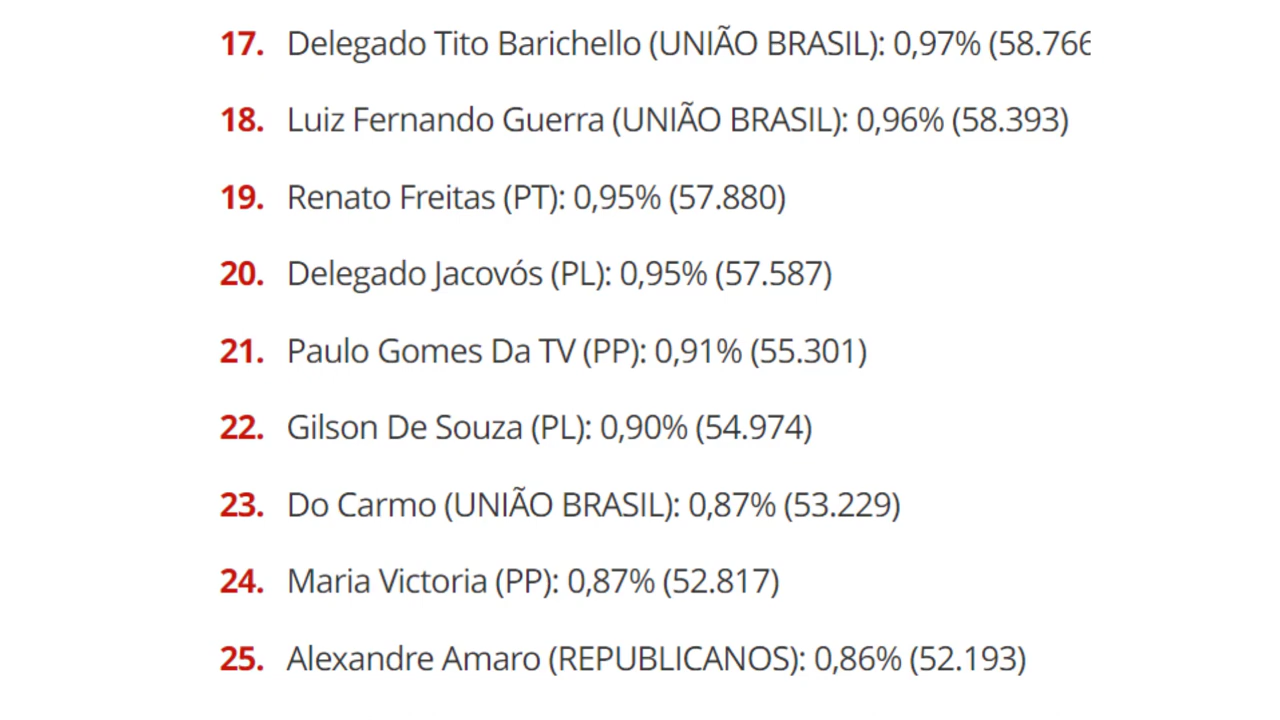 17. Delegado Tito Barichello (UNIÃO BRASIL): 0,97% (58.766
18. Luiz Fernando Guerra (UNIÃO BRASIL): 0,96% (58.393)
19. Renato Freitas (PT): 0,95% (57.880)
20. Delegado Jacovós (PL): 0,95% (57.587)
21. Paulo Gomes Da TV (PP): 0,91% (55.301)
22. Gilson De Souza (PL): 0,90% (54.974)
23. Do Carmo (UNIÃO BRASIL): 0,87% (53.229)
24. Maria Victoria (PP): 0,87% (52.817)
25. Alexandre Amaro (REPUBLICANOS): 0,86% (52.193)